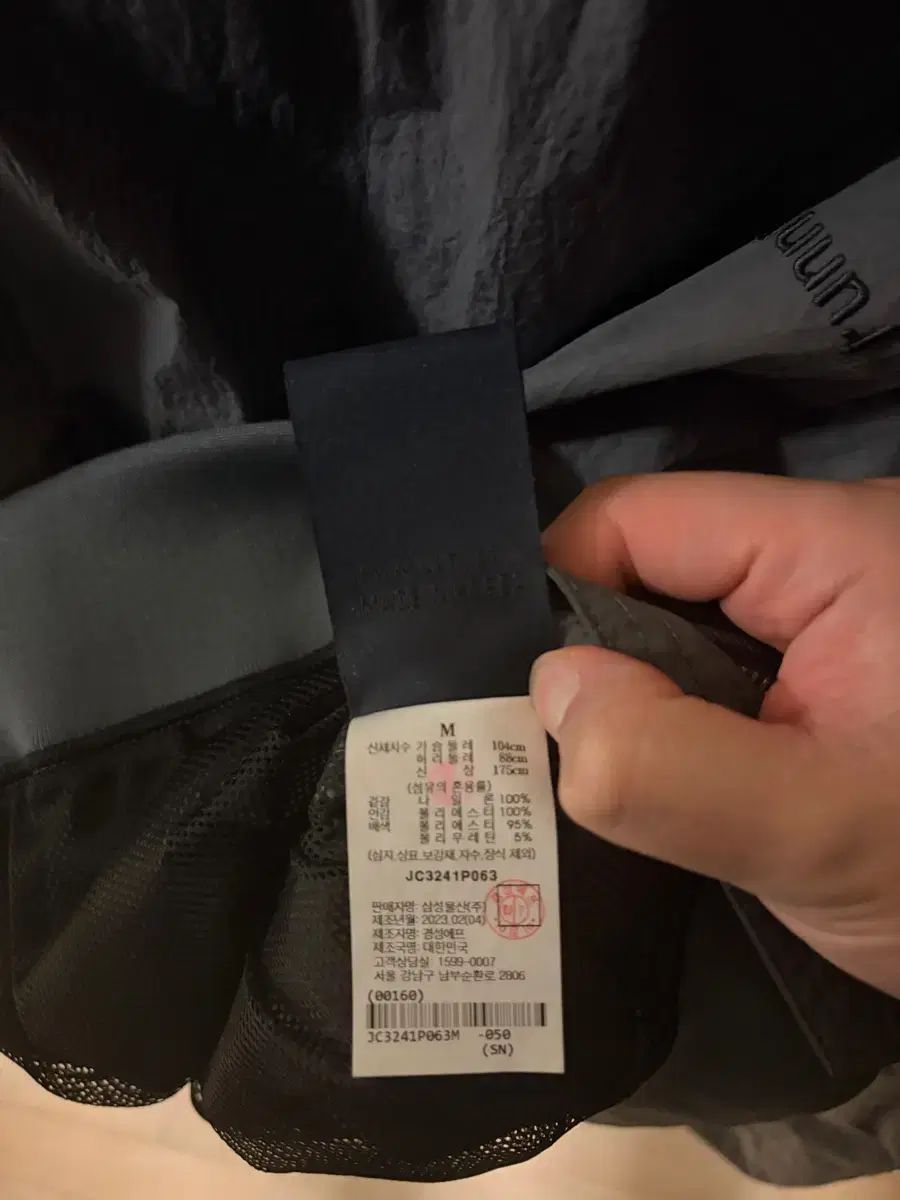 runn
M
신체치수 가 슴 둘 레 104cm
허 리 둘 레 88cm
신 장 175cm
(섬유의 혼용률)
겉감 나 일 론 100%
안감 폴 리 에 스 터 100%
배색 폴 리 에 스 터 95%
폴 리 우 레 탄 5%
(심지,상표,보강재,자수,장식 제외)
JC3241P063
판매자명: 삼성물산(주)
제조년월: 2023.02(04)
제조자명: 경성에프
제조국명: 대한민국
고객상담실 1599-0007
서울 강남구 남부순환로 2806
(00160)
JC3241P063M -050
(SN)